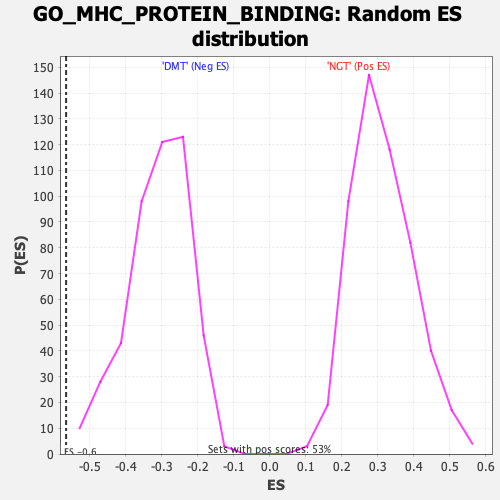 GO_MHC_PROTEIN_BINDING: Random ES
distribution
'DMT' (Neg ES)
'NGT' (Pos ES)
150
140
130
120
110
100
90
80
70
60
50
40
30
20
10
0
P(ES)
ES -0.6
Sets with pos scores: 53%
-0.5 -0.4 -0.3 -0.2 -0.1 0.0 0.1 0.2 0.3 0.4 0.5 0.6
ES